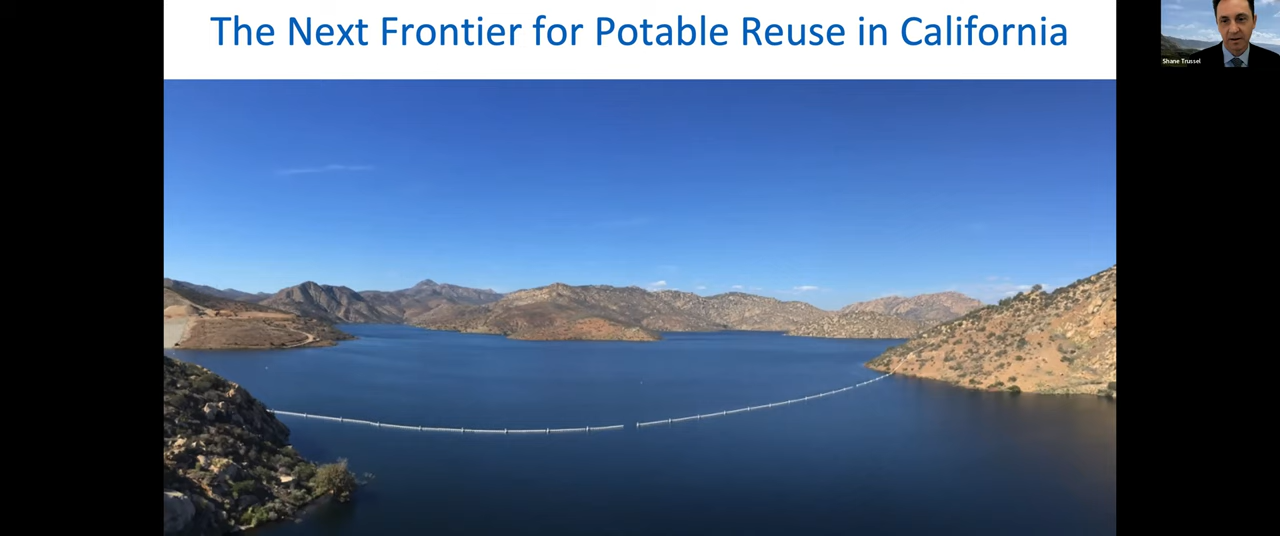 The Next Frontier for Potable Reuse in California
Shane Trussel